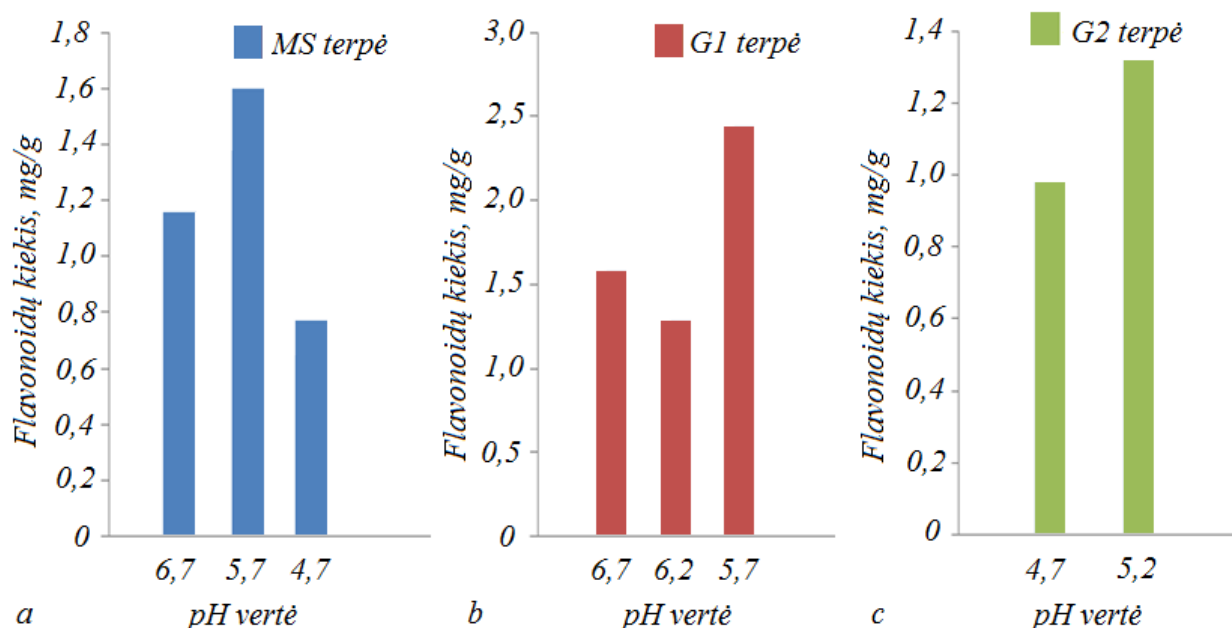 MS terpė
Flavonoidų kiekis, mg/g
1,8
1,6
1,4
1,2
1,0
0,8
0,6
0,4
0,2
0
6,7 5,7 4,7
a pH vertė
G1 terpė
Flavonoidų kiekis, mg/g
3,0
2,5
2,0
1,5
1,0
0,5
0
6,7 6,2 5,7
b pH vertė
G2 terpė
Flavonoidų kiekis, mg/g
1,4
1,2
1,0
0,8
0,6
0,4
0,2
0
4,7 5,2
c pH vertė